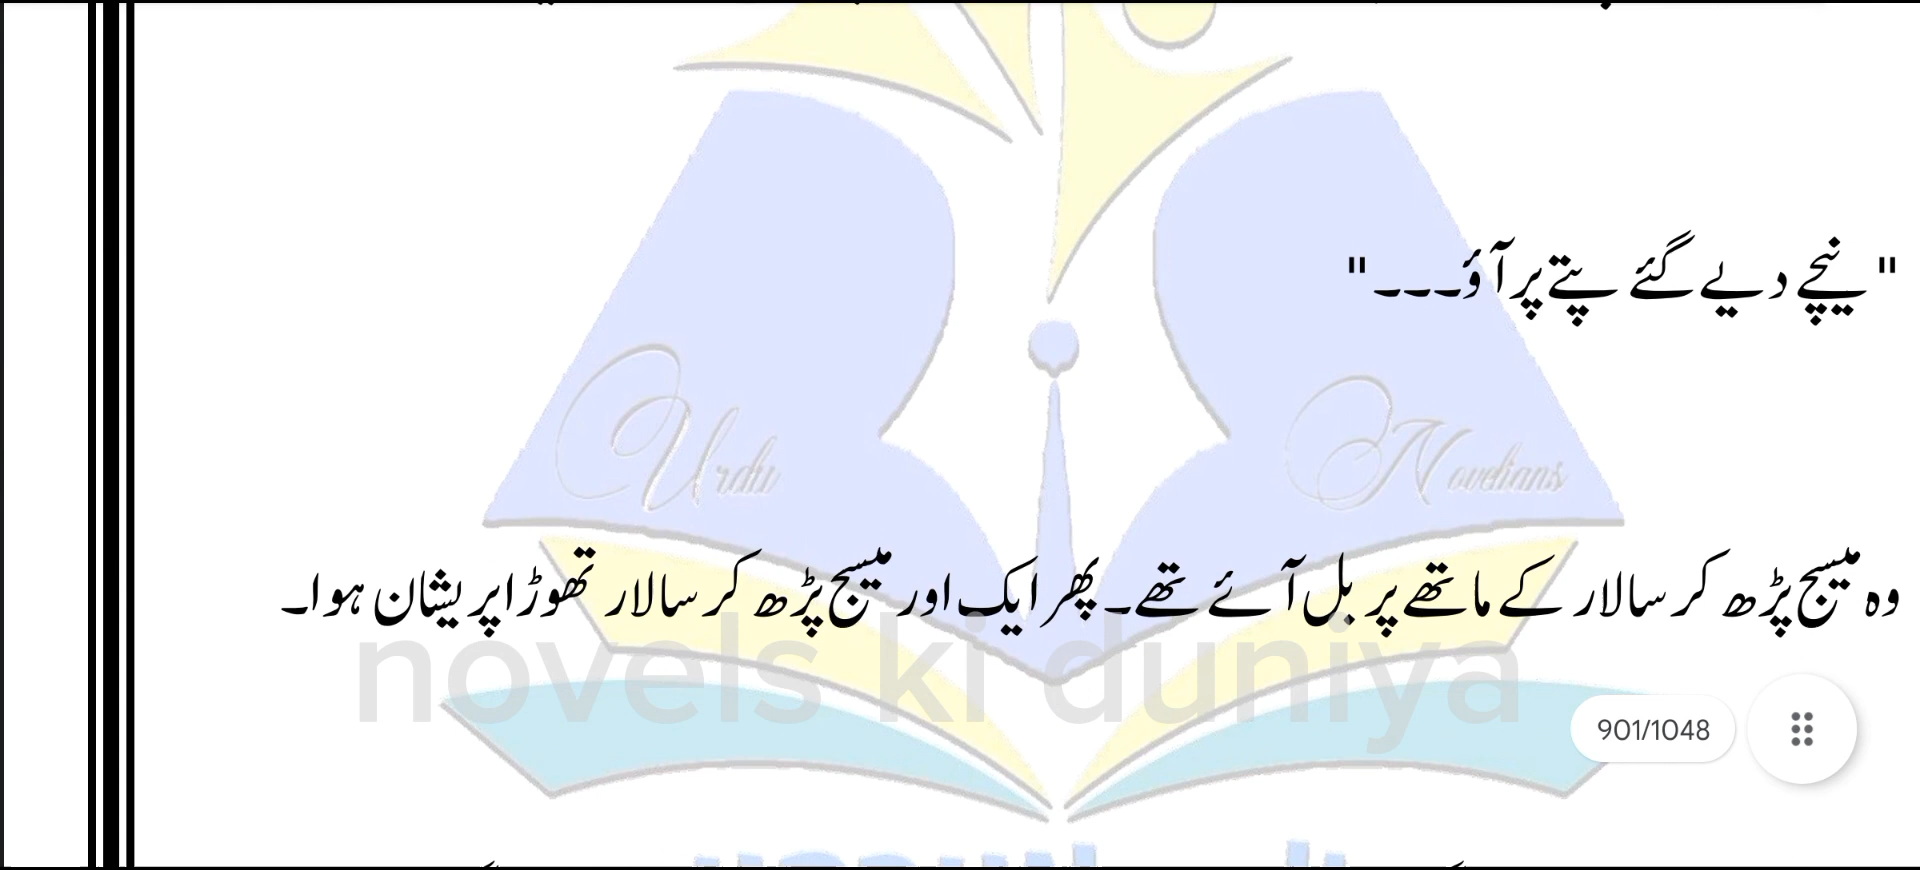 "نیچے دیے گئے پتے پر آؤ۔۔۔"
Urdu Novelians
وہ میسج پڑھ کر سالار کے ماتھے پر بل آئے تھے۔ پھر ایک اور میسج پڑھ کر سالار تھوڑا پریشان ہوا۔
novels ki duniya
901/1048